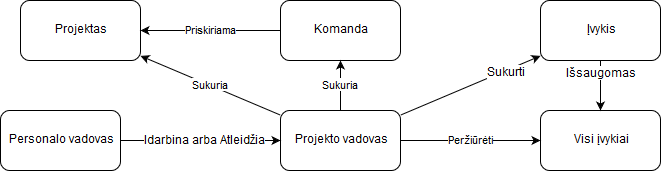 Projektas
Priskiriama
Komanda
Įvykis
Sukuria
Sukuria
Sukurti
Išsaugomas
Personalo vadovas
Idarbina arba Atleidžia
Projekto vadovas
Peržiūrėti
Visi įvykiai